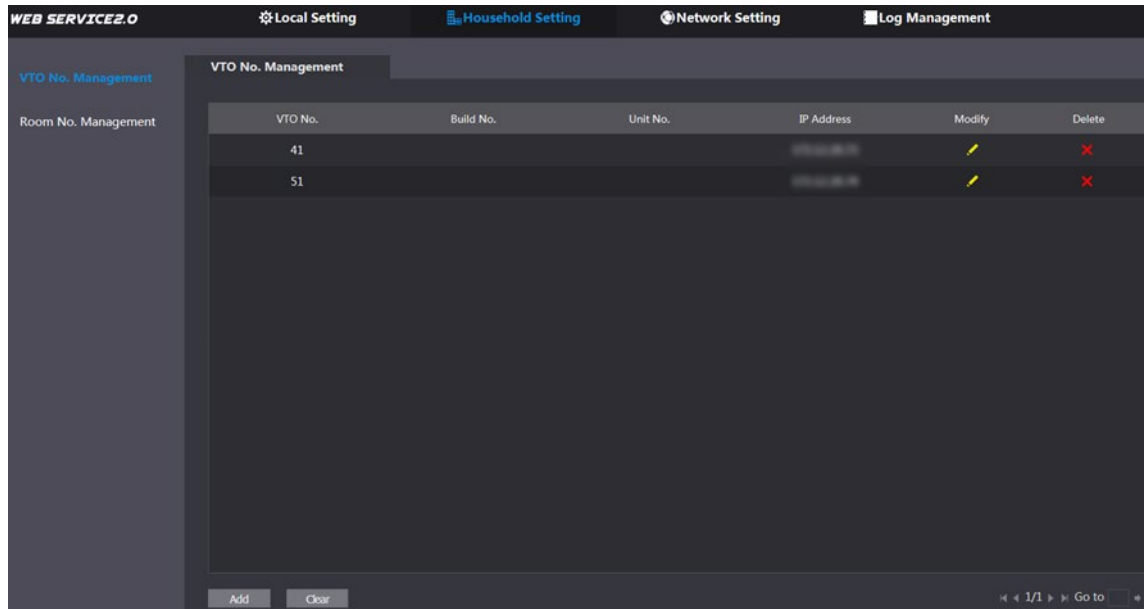 WEB SERVICE2.0 Local Setting Household Setting Network Setting Log Management
VTO No. Management
VTO No. Management
Room No. Management
VTO No. Build No. Unit No. IP Address Modify Delete
41
51
Add Clear 1/1 Go to